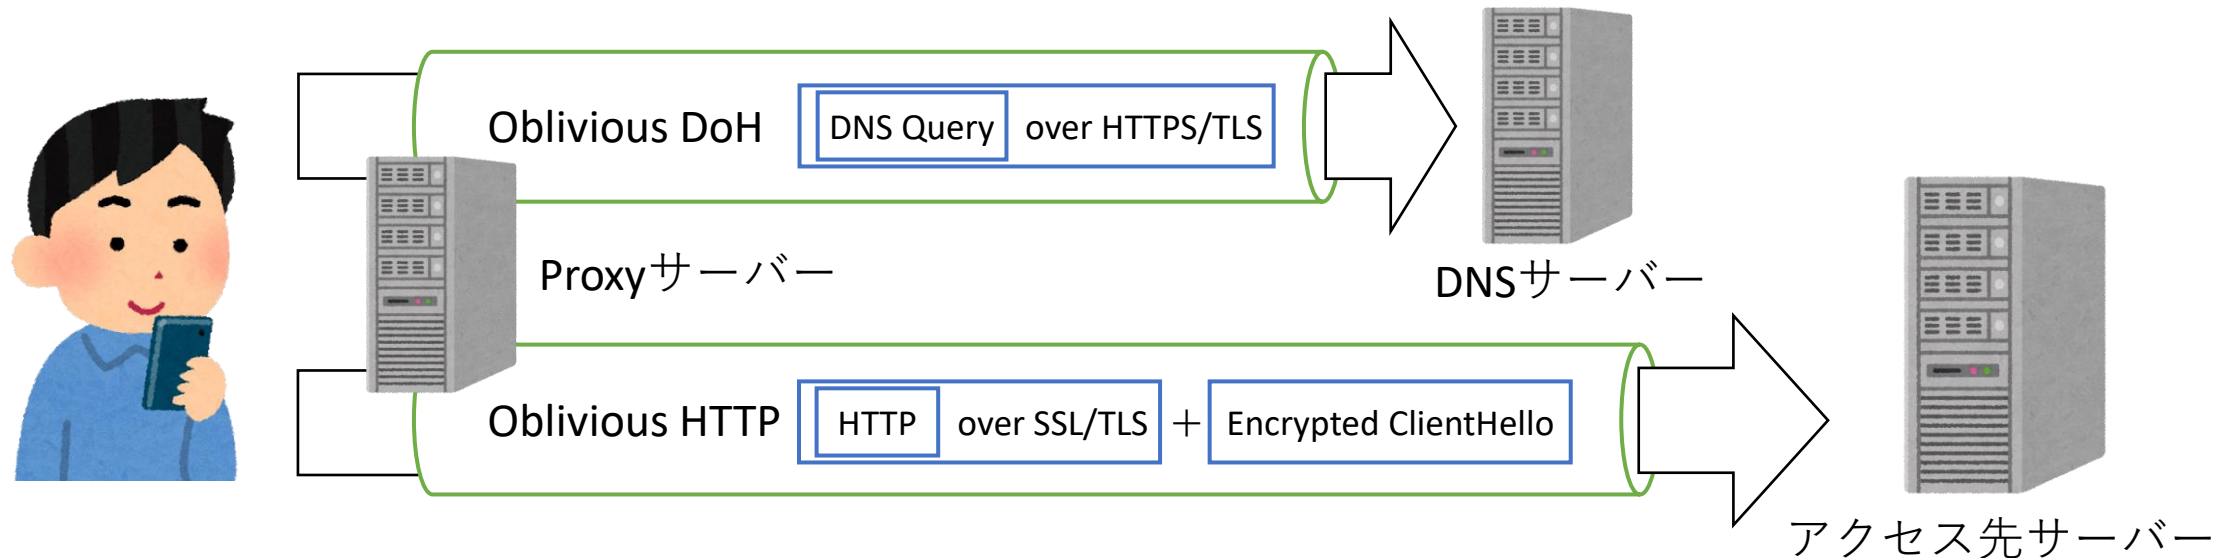 Oblivious DoH DNS Query over HTTPS/TLS
Proxyサーバー
DNSサーバー
Oblivious HTTP HTTP over SSL/TLS + Encrypted ClientHello
アクセス先サーバー